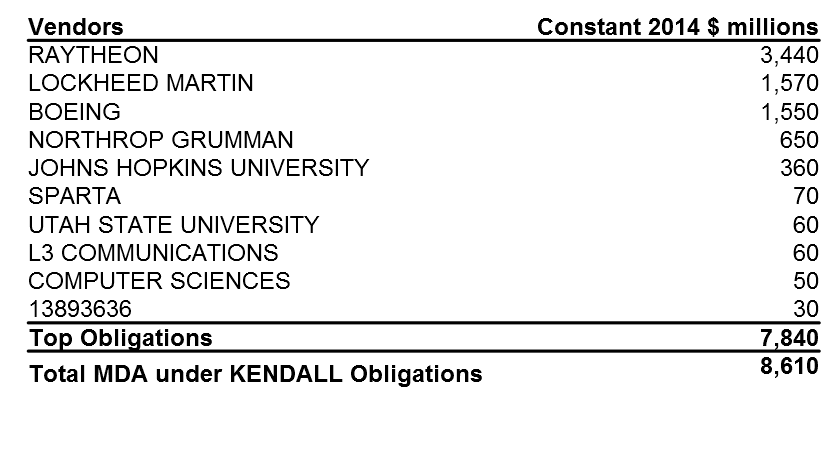 Vendors Constant 2014 $ millions
RAYTHEON 3,440
LOCKHEED MARTIN 1,570
BOEING 1,550
NORTHROP GRUMMAN 650
JOHNS HOPKINS UNIVERSITY 360
SPARTA 70
UTAH STATE UNIVERSITY 60
L3 COMMUNICATIONS 60
COMPUTER SCIENCES 50
13893636 30
Top Obligations 7,840
Total MDA under KENDALL Obligations 8,610